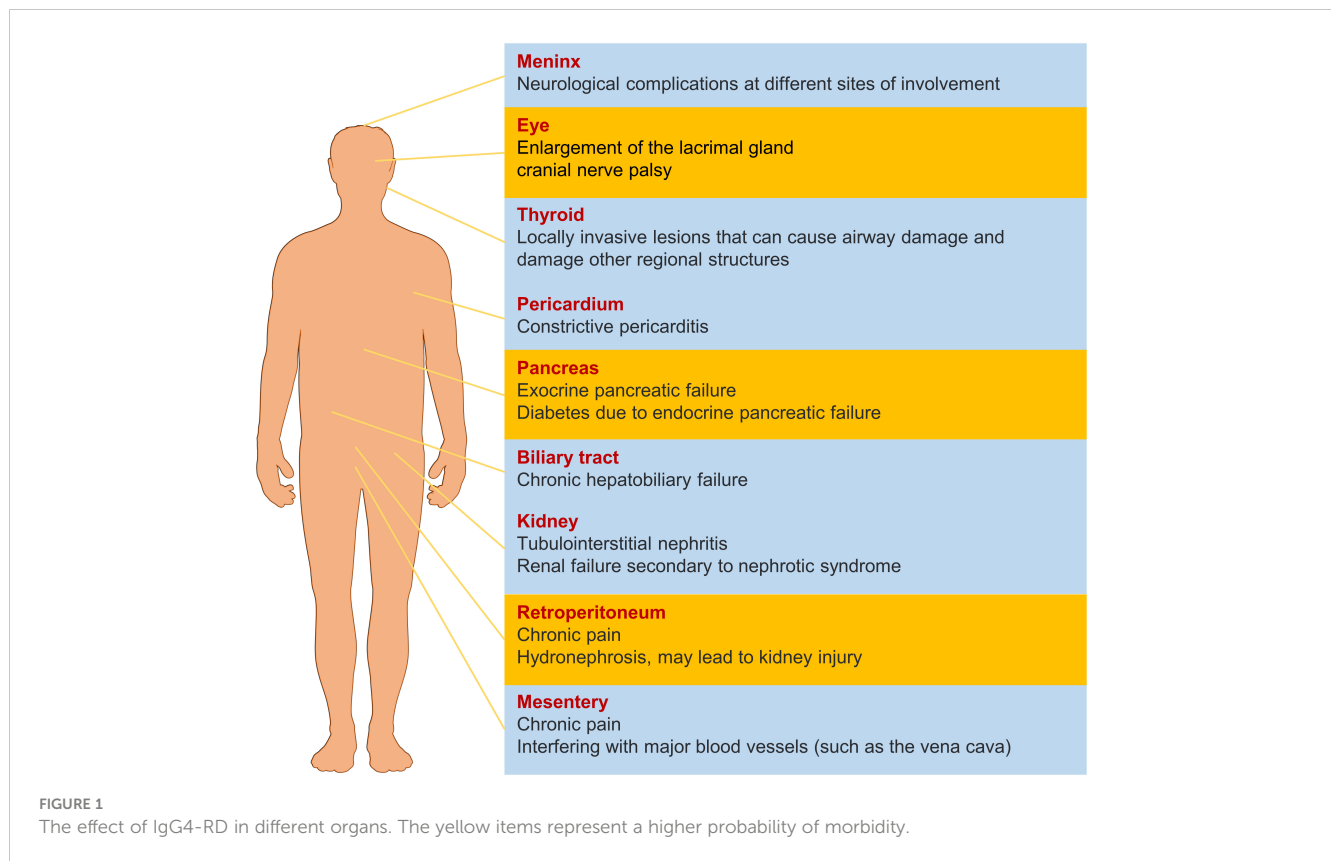 Meninx
Neurological complications at different sites of involvement
Eye
Enlargement of the lacrimal gland
cranial nerve palsy
Thyroid
Locally invasive lesions that can cause airway damage and
damage other regional structures
Pericardium
Constrictive pericarditis
Pancreas
Exocrine pancreatic failure
Diabetes due to endocrine pancreatic failure
Biliary tract
Chronic hepatobiliary failure
Kidney
Tubulointerstitial nephritis
Renal failure secondary to nephrotic syndrome
Retroperitoneum
Chronic pain
Hydronephrosis, may lead to kidney injury
Mesentery
Chronic pain
Interfering with major blood vessels (such as the vena cava)
FIGURE 1
The effect of IgG4-RD in different organs. The yellow items represent a higher probability of morbidity.